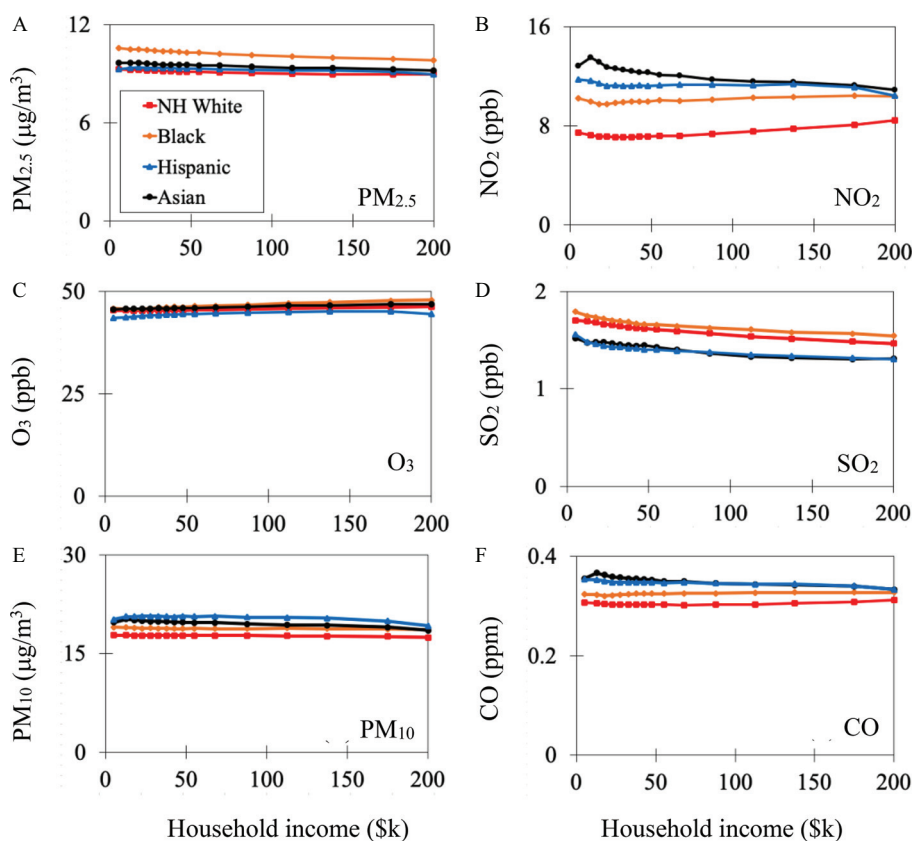 A
PM₂.₅ (μg/m³)
12
9
6
3
0
NH White
Black
Hispanic
Asian
PM₂.₅
0 50 100 150 200
B
NO₂ (ppb)
16
12
8
4
0
NO₂
0 50 100 150 200
C
O₃ (ppb)
50
25
0
O₃
0 50 100 150 200
D
SO₂ (ppb)
2
1
0
SO₂
0 50 100 150 200
E
PM₁₀ (μg/m³)
30
15
0
PM₁₀
0 50 100 150 200
Household income ($k)
F
CO (ppm)
0.4
0.2
0
CO
0 50 100 150 200
Household income ($k)